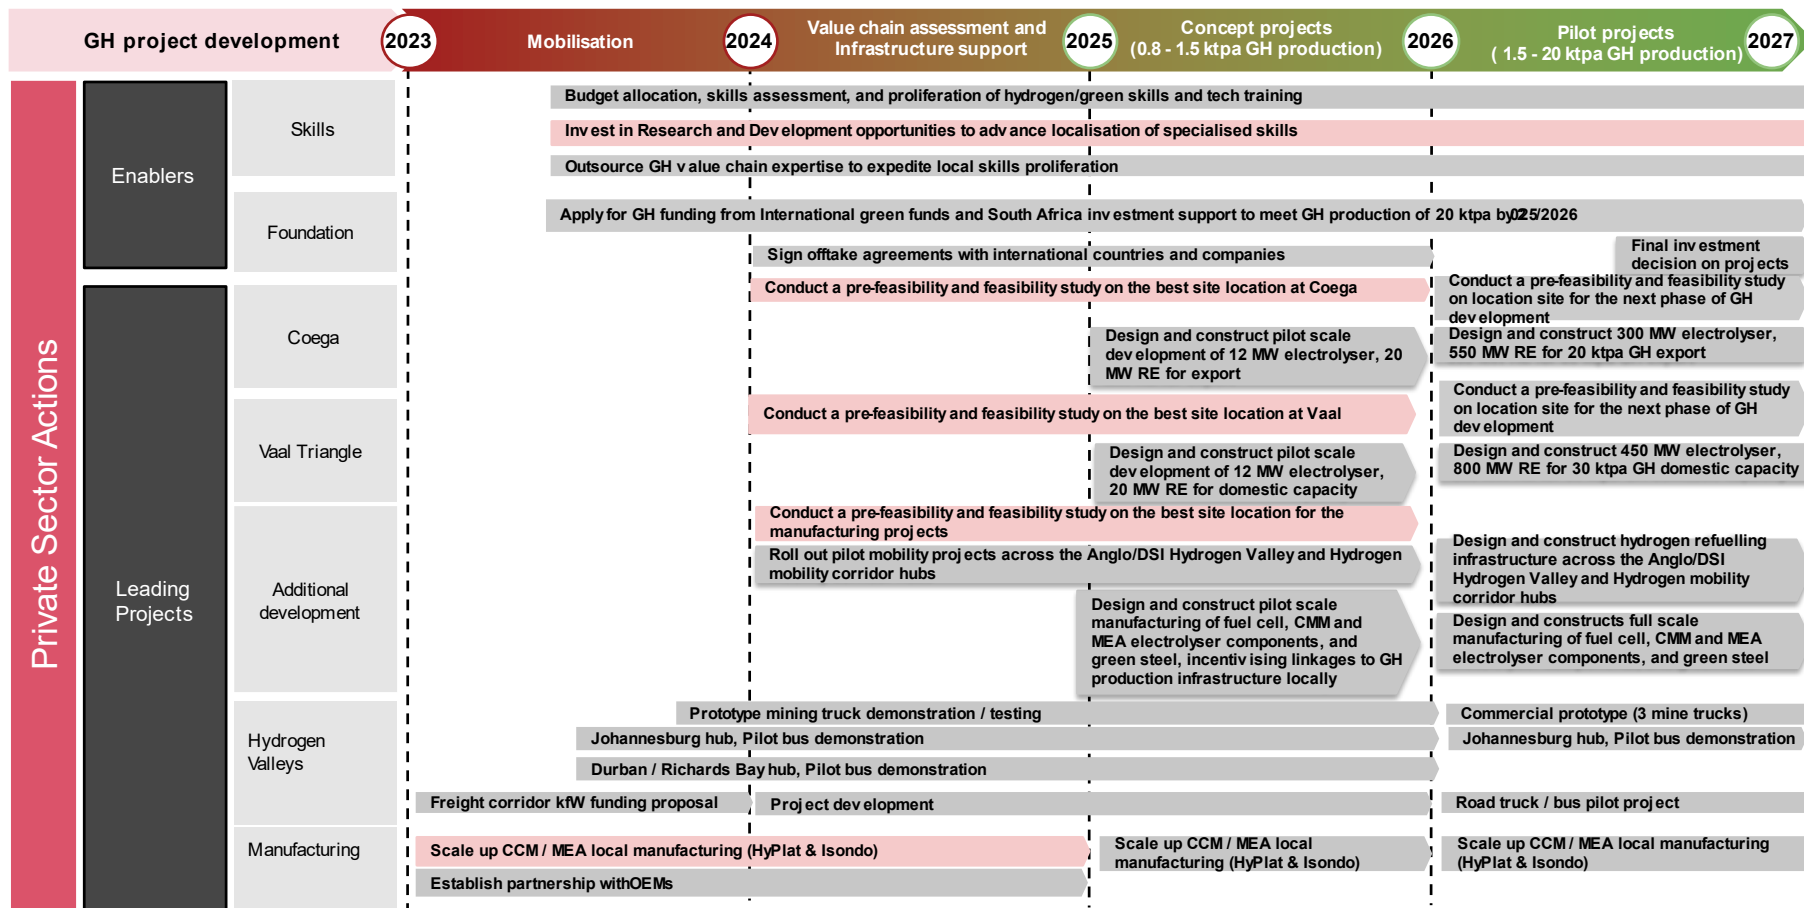 GH project development
2023
Mobilisation
2024
Value chain assessment and
Infrastructure support
2025
Concept projects
(0.8 - 1.5 ktpa GH production)
2026
Pilot projects
( 1.5 - 20 ktpa GH production)
2027
Private Sector Actions
Enablers
Skills
Budget allocation, skills assessment, and proliferation of hydrogen/green skills and tech training
Invest in Research and Development opportunities to advance localisation of specialised skills
Outsource GH value chain expertise to expedite local skills proliferation
Foundation
Apply for GH funding from International green funds and South Africa investment support to meet GH production of 20 ktpa by 2025/2026
Sign offtake agreements with international countries and companies
Final investment
decision on projects
Leading
Projects
Coega
Conduct a pre-feasibility and feasibility study on the best site location at Coega
Conduct a pre-feasibility and feasibility study
on location site for the next phase of GH
development
Design and construct pilot scale
development of 12 MW electrolyser, 20
MW RE for export
Design and construct 300 MW electrolyser,
550 MW RE for 20 ktpa GH export
Vaal Triangle
Conduct a pre-feasibility and feasibility study on the best site location at Vaal
Conduct a pre-feasibility and feasibility study
on location site for the next phase of GH
development
Design and construct pilot scale
development of 12 MW electrolyser,
20 MW RE for domestic capacity
Design and construct 450 MW electrolyser,
800 MW RE for 30 ktpa GH domestic capacity
Additional
development
Conduct a pre-feasibility and feasibility study on the best site location for the
manufacturing projects
Roll out pilot mobility projects across the Anglo/DSI Hydrogen Valley and Hydrogen
mobility corridor hubs
Design and construct hydrogen refuelling
infrastructure across the Anglo/DSI
Hydrogen Valley and Hydrogen mobility
corridor hubs
Design and construct pilot scale
manufacturing of fuel cell, CMM and
MEA electrolyser components, and
green steel, incentivising linkages to GH
production infrastructure locally
Design and constructs full scale
manufacturing of fuel cell, CMM and MEA
electrolyser components, and green steel
Hydrogen
Valleys
Prototype mining truck demonstration / testing
Commercial prototype (3 mine trucks)
Johannesburg hub, Pilot bus demonstration
Johannesburg hub, Pilot bus demonstration
Durban / Richards Bay hub, Pilot bus demonstration
Freight corridor kfW funding proposal
Project development
Road truck / bus pilot project
Manufacturing
Scale up CCM / MEA local manufacturing (HyPlat & Isondo)
Scale up CCM / MEA local
manufacturing (HyPlat & Isondo)
Scale up CCM / MEA local manufacturing
(HyPlat & Isondo)
Establish partnership withOEMs